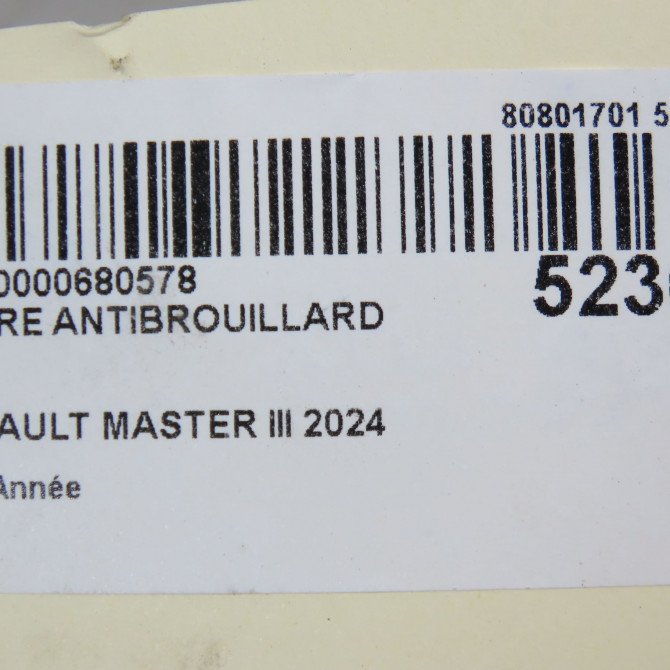 80801701 5
0000680578
523
RE ANTIBROUILLARD
AULT MASTER III 2024
Année